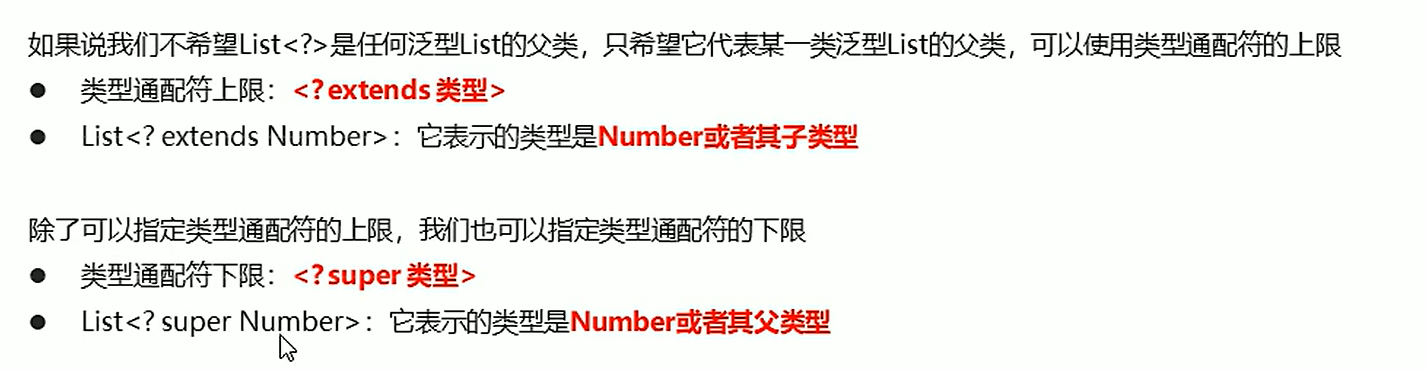 如果说我们不希望List<?>是任何泛型List的父类，只希望它代表某一类泛型List的父类，可以使用类型通配符的上限
● 类型通配符上限：<? extends 类型>
● List<? extends Number>：它表示的类型是Number或者其子类型
除了可以指定类型通配符的上限，我们也可以指定类型通配符的下限
● 类型通配符下限：<? super 类型>
● List<? super Number>：它表示的类型是Number或者其父类型